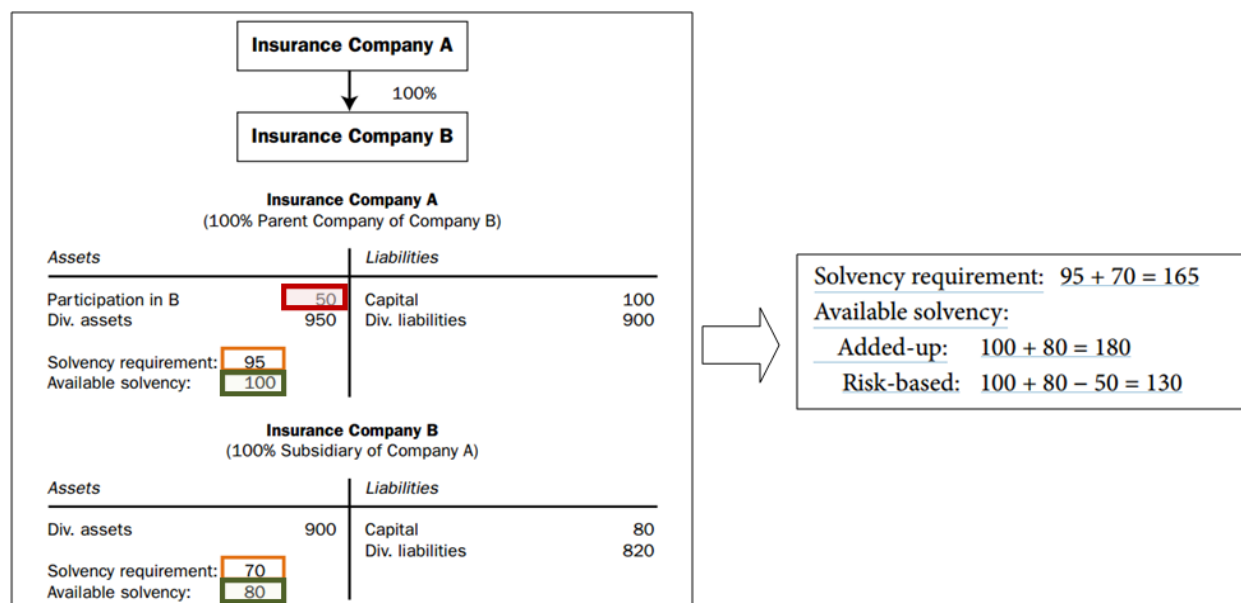 Insurance Company A
100%
Insurance Company B
Insurance Company A
(100% Parent Company of Company B)
Assets Liabilities
Participation in B 50 Capital 100
Div. assets 950 Div. liabilities 900
Solvency requirement: 95
Available solvency: 100
Insurance Company B
(100% Subsidiary of Company A)
Assets Liabilities
Div. assets 900 Capital 80
Div. liabilities 820
Solvency requirement: 70
Available solvency: 80
Solvency requirement: 95 + 70 = 165
Available solvency:
Added-up: 100 + 80 = 180
Risk-based: 100 + 80 − 50 = 130